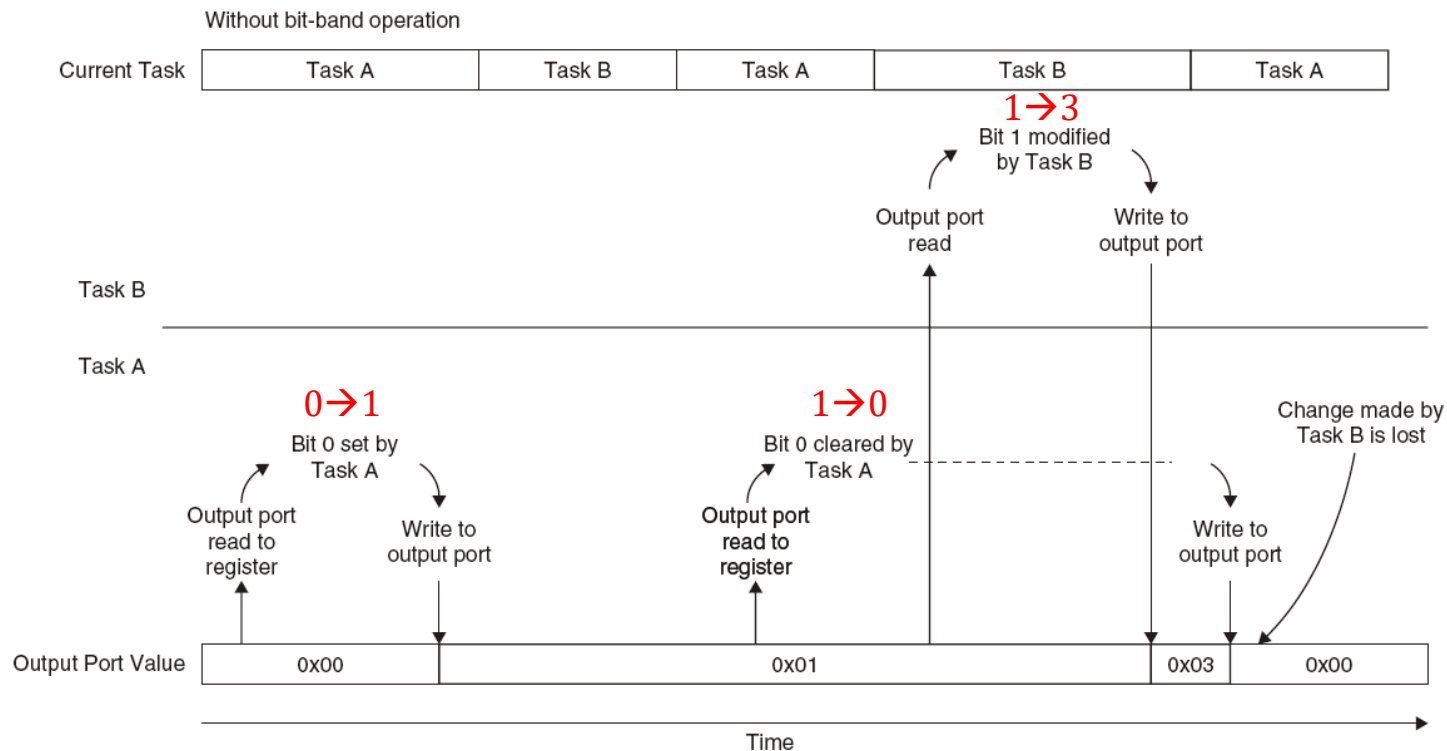 Without bit-band operation
Current Task
Task A
Task B
Task A
Task B
Task A
1→3
Bit 1 modified
by Task B
Output port
read
Write to
output port
Task B
Task A
0→1
Bit 0 set by
Task A
Output port
read to
register
Write to
output port
1→0
Bit 0 cleared by
Task A
Output port
read to
register
Write to
output port
Change made by
Task B is lost
Output Port Value
0x00
0x01
0x03
0x00
Time